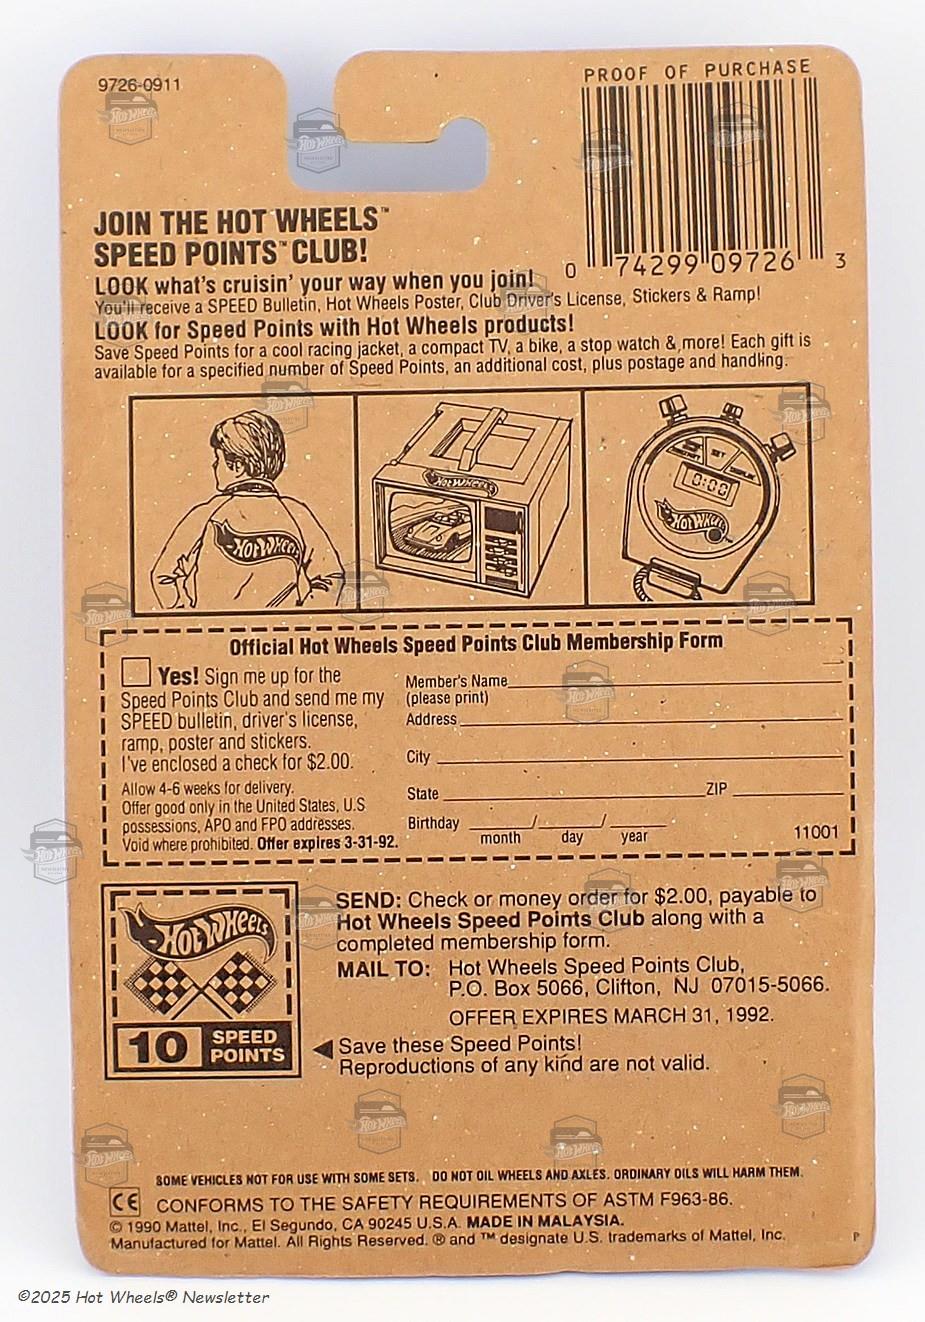 9726-0911
PROOF OF PURCHASE
0 74299 09726 3
JOIN THE HOT WHEELS™
SPEED POINTS™ CLUB!
LOOK what's cruisin' your way when you join!
You'll receive a SPEED Bulletin, Hot Wheels Poster, Club Driver's License, Stickers & Ramp!
LOOK for Speed Points with Hot Wheels products!
Save Speed Points for a cool racing jacket, a compact TV, a bike, a stop watch & more! Each gift is
available for a specified number of Speed Points, an additional cost, plus postage and handling.
HOT WHEELS
HOT WHEELS
SET
0:00
HOT WHEELS
Official Hot Wheels Speed Points Club Membership Form
Yes! Sign me up for the
Speed Points Club and send me my
SPEED bulletin, driver's license,
ramp, poster and stickers.
I've enclosed a check for $2.00.
Allow 4-6 weeks for delivery.
Offer good only in the United States, U.S
possessions, APO and FPO addresses.
Void where prohibited. Offer expires 3-31-92.
Member's Name
(please print)
Address
City
State ZIP
Birthday / /
month day year
11001
HOT WHEELS
10 SPEED
POINTS
SEND: Check or money order for $2.00, payable to
Hot Wheels Speed Points Club along with a
completed membership form.
MAIL TO: Hot Wheels Speed Points Club,
P.O. Box 5066, Clifton, NJ 07015-5066.
OFFER EXPIRES MARCH 31, 1992.
◀ Save these Speed Points!
Reproductions of any kind are not valid.
SOME VEHICLES NOT FOR USE WITH SOME SETS. DO NOT OIL WHEELS AND AXLES. ORDINARY OILS WILL HARM THEM.
CE CONFORMS TO THE SAFETY REQUIREMENTS OF ASTM F963-86.
© 1990 Mattel, Inc., El Segundo, CA 90245 U.S.A. MADE IN MALAYSIA.
Manufactured for Mattel. All Rights Reserved. ® and ™ designate U.S. trademarks of Mattel, Inc.
P
©2025 Hot Wheels® Newsletter